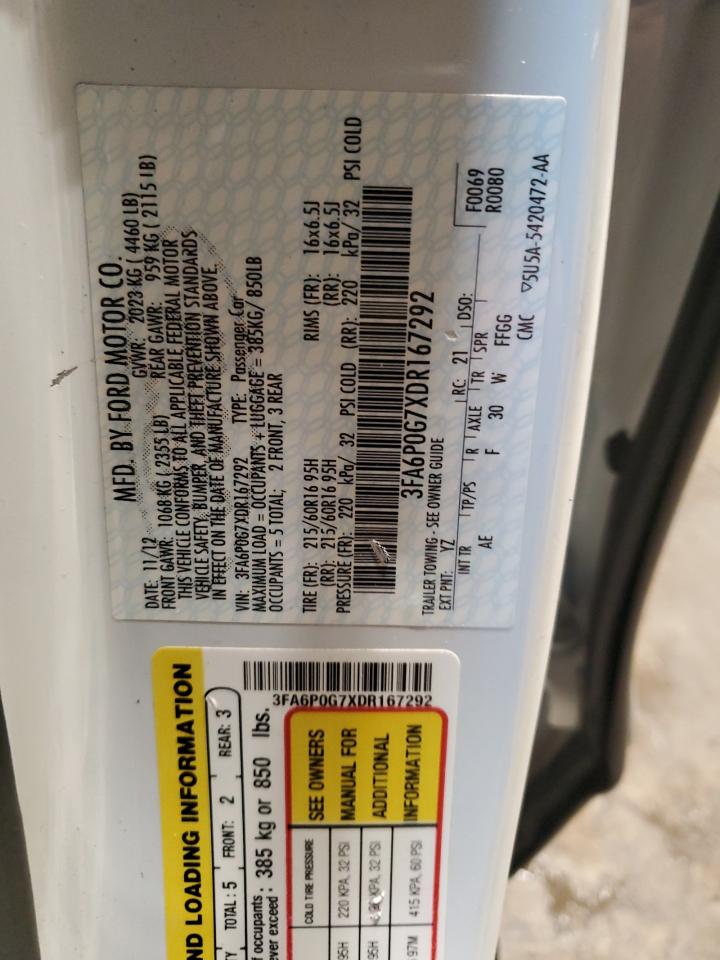 MFD. BY FORD MOTOR CO.
DATE: 11/12 GVWR: 2023 KG ( 4460 LB)
FRONT GAWR: 1068 KG ( 2355 LB) REAR GAWR: 959 KG ( 2115 LB)
THIS VEHICLE CONFORMS TO ALL APPLICABLE FEDERAL MOTOR
VEHICLE SAFETY, BUMPER, AND THEFT PREVENTION STANDARDS
IN EFFECT ON THE DATE OF MANUFACTURE SHOWN ABOVE.
VIN: 3FA6P0G7XDR167292 TYPE: Passenger Car
MAXIMUM LOAD = OCCUPANTS + LUGGAGE = 385KG/ 850LB
OCCUPANTS = 5 TOTAL; 2 FRONT, 3 REAR
TIRE (FR): 215/60R16 95H RIMS (FR): 16x6.5J
(RR): 215/60R16 95H (RR): 16x6.5J
PRESSURE (FR): 220 kPa/ 32 PSI COLD (RR): 220 kPa/ 32 PSI COLD
3FA6P0G7XDR167292
TRAILER TOWING - SEE OWNER GUIDE
EXT PNT: YZ RC: 21 DSO:
INT TR TP/PS R AXLE TR SPR F0069
AE F 30 W FFGG R0080
CMC ▽5U5A-5420472-AA
ND LOADING INFORMATION
TY TOTAL: 5 FRONT: 2 REAR: 3
f occupants
ever exceed : 385 kg or 850 lbs.
3FA6P0G7XDR167292
COLD TIRE PRESSURE SEE OWNERS
95H 220 KPA, 32 PSI MANUAL FOR
95H KPA, 32 PSI ADDITIONAL
97M 415 KPA, 60 PSI INFORMATION